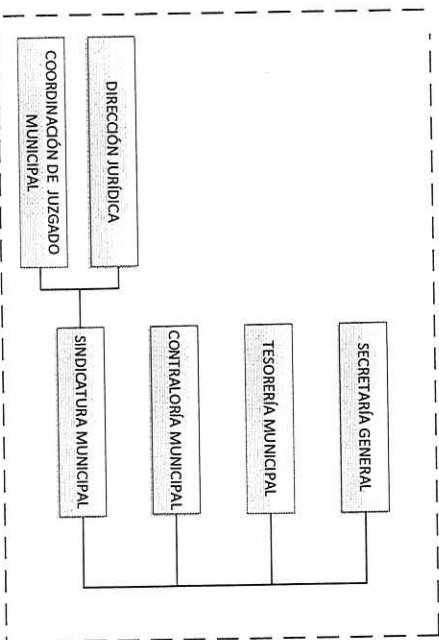 SECRETARÍA GENERAL
TESORERÍA MUNICIPAL
CONTRALORÍA MUNICIPAL
SINDICATURA MUNICIPAL
DIRECCIÓN JURÍDICA
COORDINACIÓN DE JUZGADO
MUNICIPAL